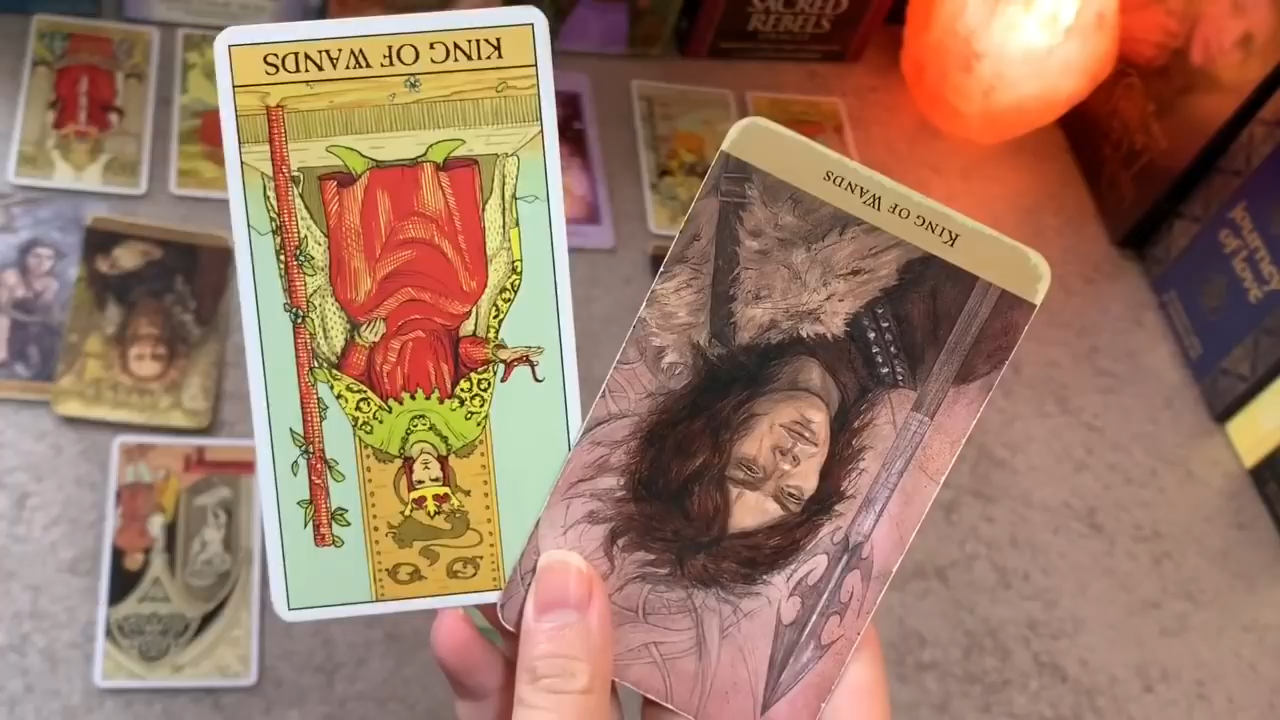 SACRED
REBELS
KING OF WANDS
KING OF WANDS
Journey
of love